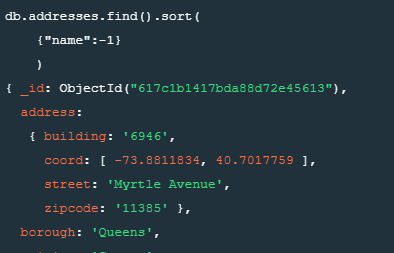 db.addresses.find().sort(
{"name":-1}
)
{ _id: ObjectId("617c1b1417bda88d72e45613"),
address:
{ building: '6946',
coord: [ -73.8811834, 40.7017759 ],
street: 'Myrtle Avenue',
zipcode: '11385' },
borough: 'Queens',